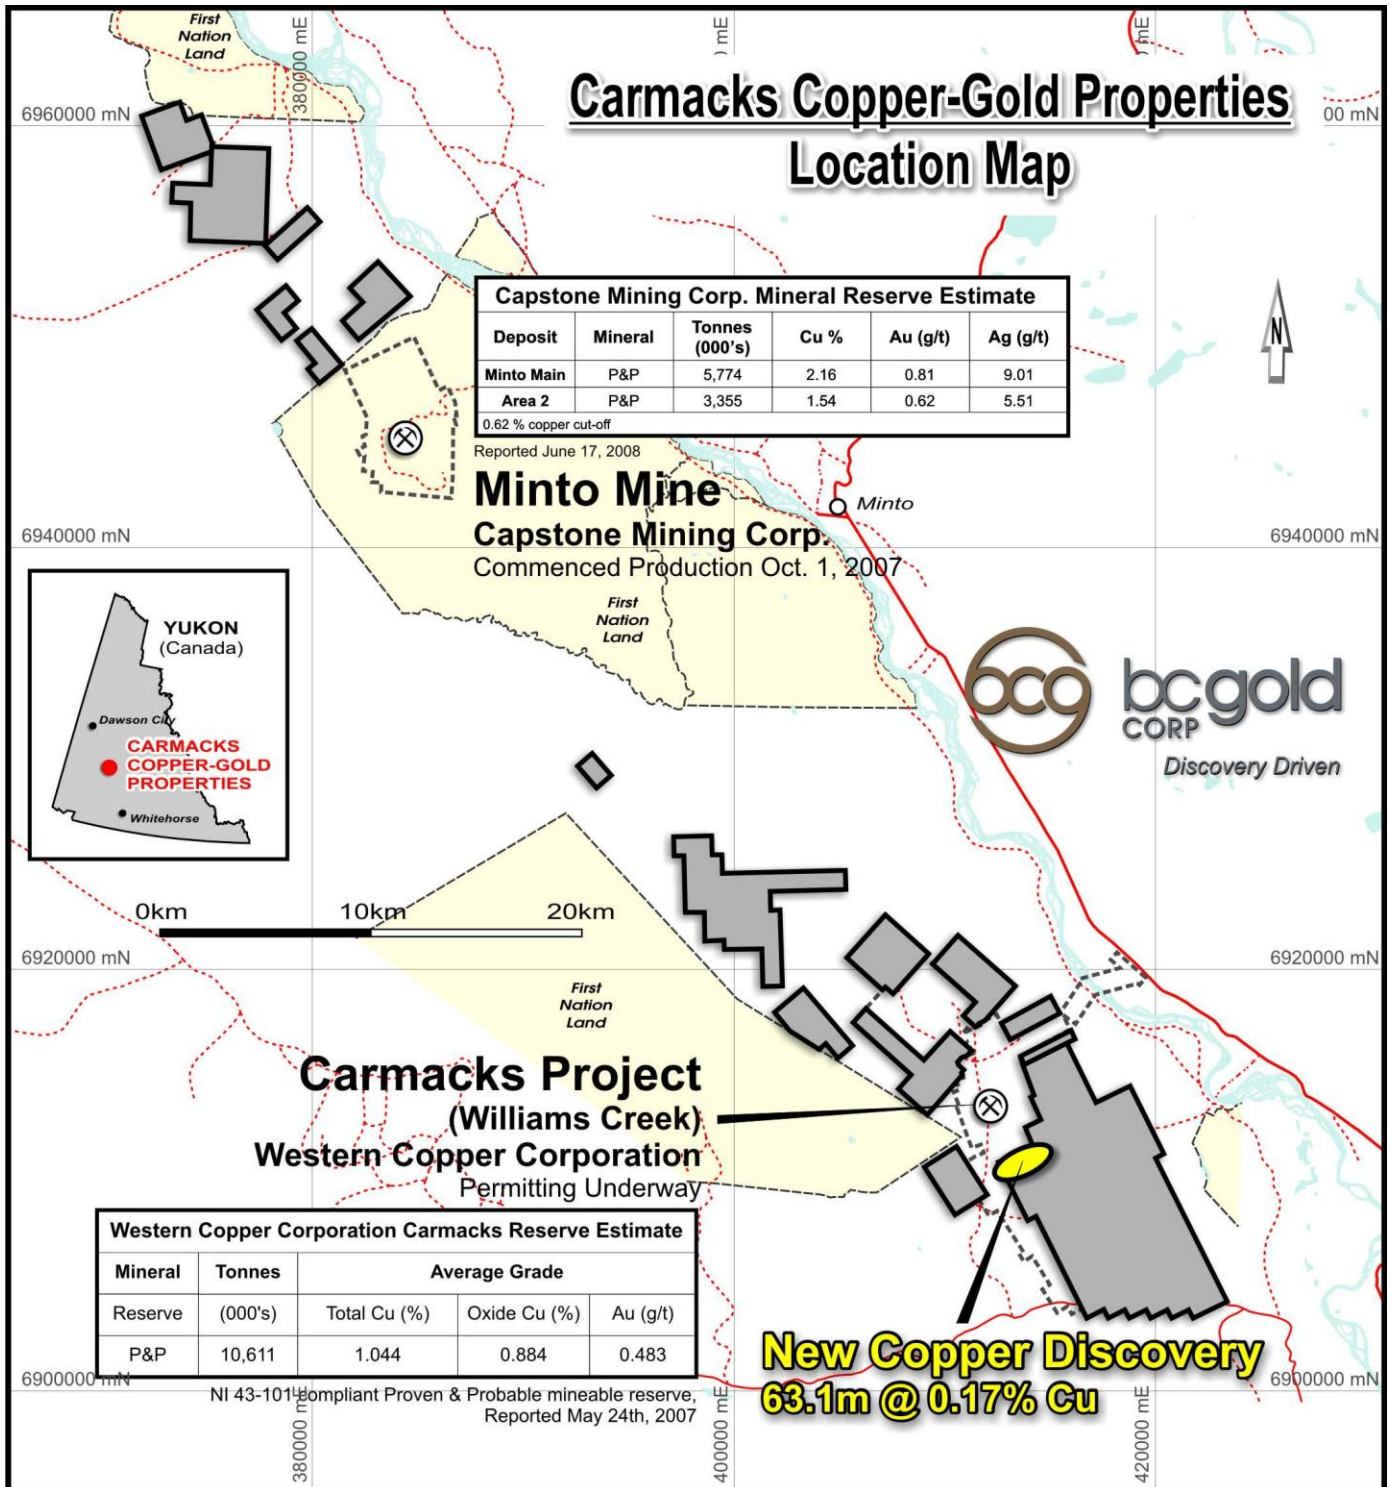 First
Nation
Land
380000 mE
mE
mE
6960000 mN
00 mN
Carmacks Copper-Gold Properties
Location Map
Capstone Mining Corp. Mineral Reserve Estimate
Deposit Mineral Tonnes (000's) Cu % Au (g/t) Ag (g/t)
Minto Main P&P 5,774 2.16 0.81 9.01
Area 2 P&P 3,355 1.54 0.62 5.51
0.62 % copper cut-off
Reported June 17, 2008
N
Minto Mine
Capstone Mining Corp.
Commenced Production Oct. 1, 2007
Minto
6940000 mN
6940000 mN
First
Nation
Land
YUKON
(Canada)
Dawson City
CARMACKS
COPPER-GOLD
PROPERTIES
Whitehorse
bcg
bcgold
CORP
Discovery Driven
0km 10km 20km
6920000 mN
6920000 mN
First
Nation
Land
Carmacks Project
(Williams Creek)
Western Copper Corporation
Permitting Underway
Western Copper Corporation Carmacks Reserve Estimate
Mineral Tonnes Average Grade
Reserve (000's) Total Cu (%) Oxide Cu (%) Au (g/t)
P&P 10,611 1.044 0.884 0.483
NI 43-101 compliant Proven & Probable mineable reserve,
Reported May 24th, 2007
New Copper Discovery
63.1m @ 0.17% Cu
6900000 mN
6900000 mN
380000 mE
400000 mE
420000 mE